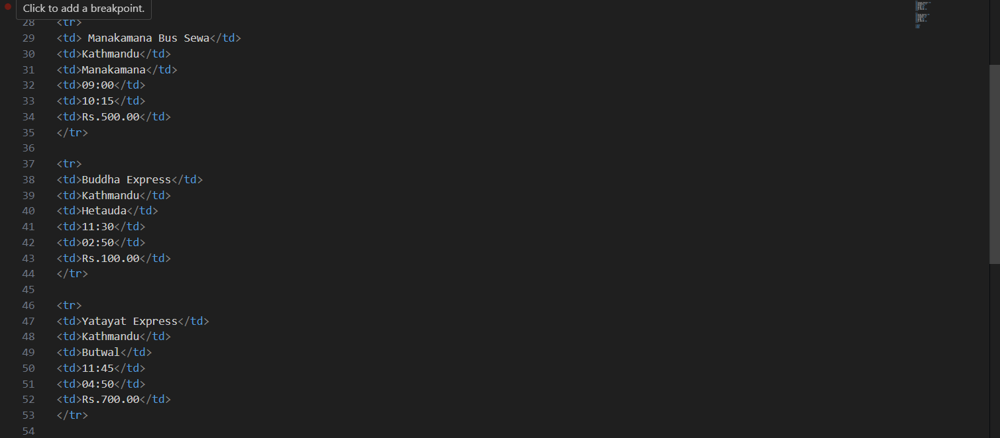 Click to add a breakpoint.
28 <tr>
29 <td> Manakamana Bus Sewa</td>
30 <td>Kathmandu</td>
31 <td>Manakamana</td>
32 <td>09:00</td>
33 <td>10:15</td>
34 <td>Rs.500.00</td>
35 </tr>
36
37 <tr>
38 <td>Buddha Express</td>
39 <td>Kathmandu</td>
40 <td>Hetauda</td>
41 <td>11:30</td>
42 <td>02:50</td>
43 <td>Rs.100.00</td>
44 </tr>
45
46 <tr>
47 <td>Yatayat Express</td>
48 <td>Kathmandu</td>
49 <td>Butwal</td>
50 <td>11:45</td>
51 <td>04:50</td>
52 <td>Rs.700.00</td>
53 </tr>
54